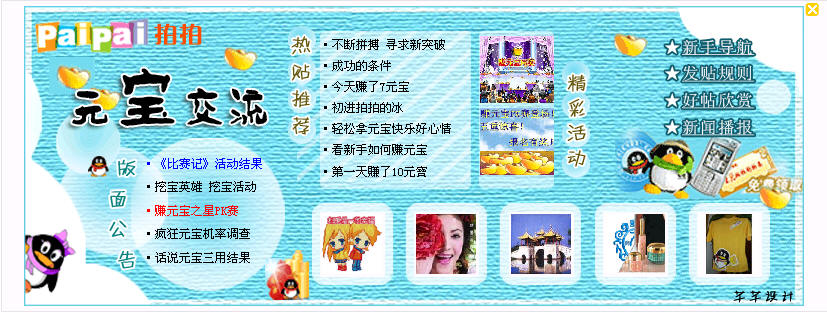 PaiPai 拍拍
元宝交流
版面公告
·《比赛记》活动结果
·挖宝英雄 挖宝活动
·赚元宝之星PK赛
·疯狂元宝机率调查
·话说元宝三用结果
热贴推荐
·不断拼搏 寻求新突破
·成功的条件
·今天赚了7元宝
·初进拍拍的冰
·轻松拿元宝快乐好心情
·看新手如何赚元宝
·第一天赚了10元宝
精彩活动
★新手导航
★发贴规则
★好帖欣赏
★新闻播报
免费领取
芊芊设计